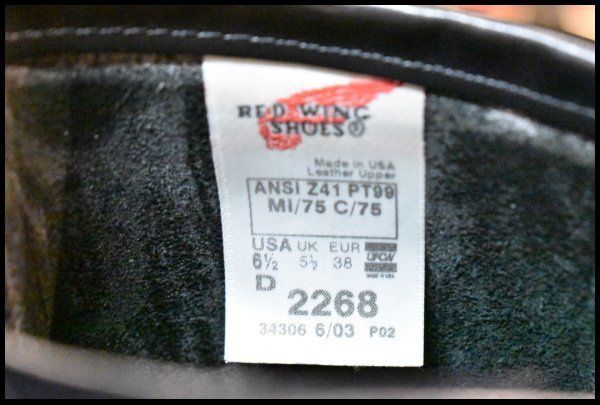 RED WING
SHOES®
Made in USA
Leather Upper
ANSI Z41 PT99
MI/75 C/75
USA UK EUR
6½ 5½ 38 UFCW
D
2268
34306 6/03 P02